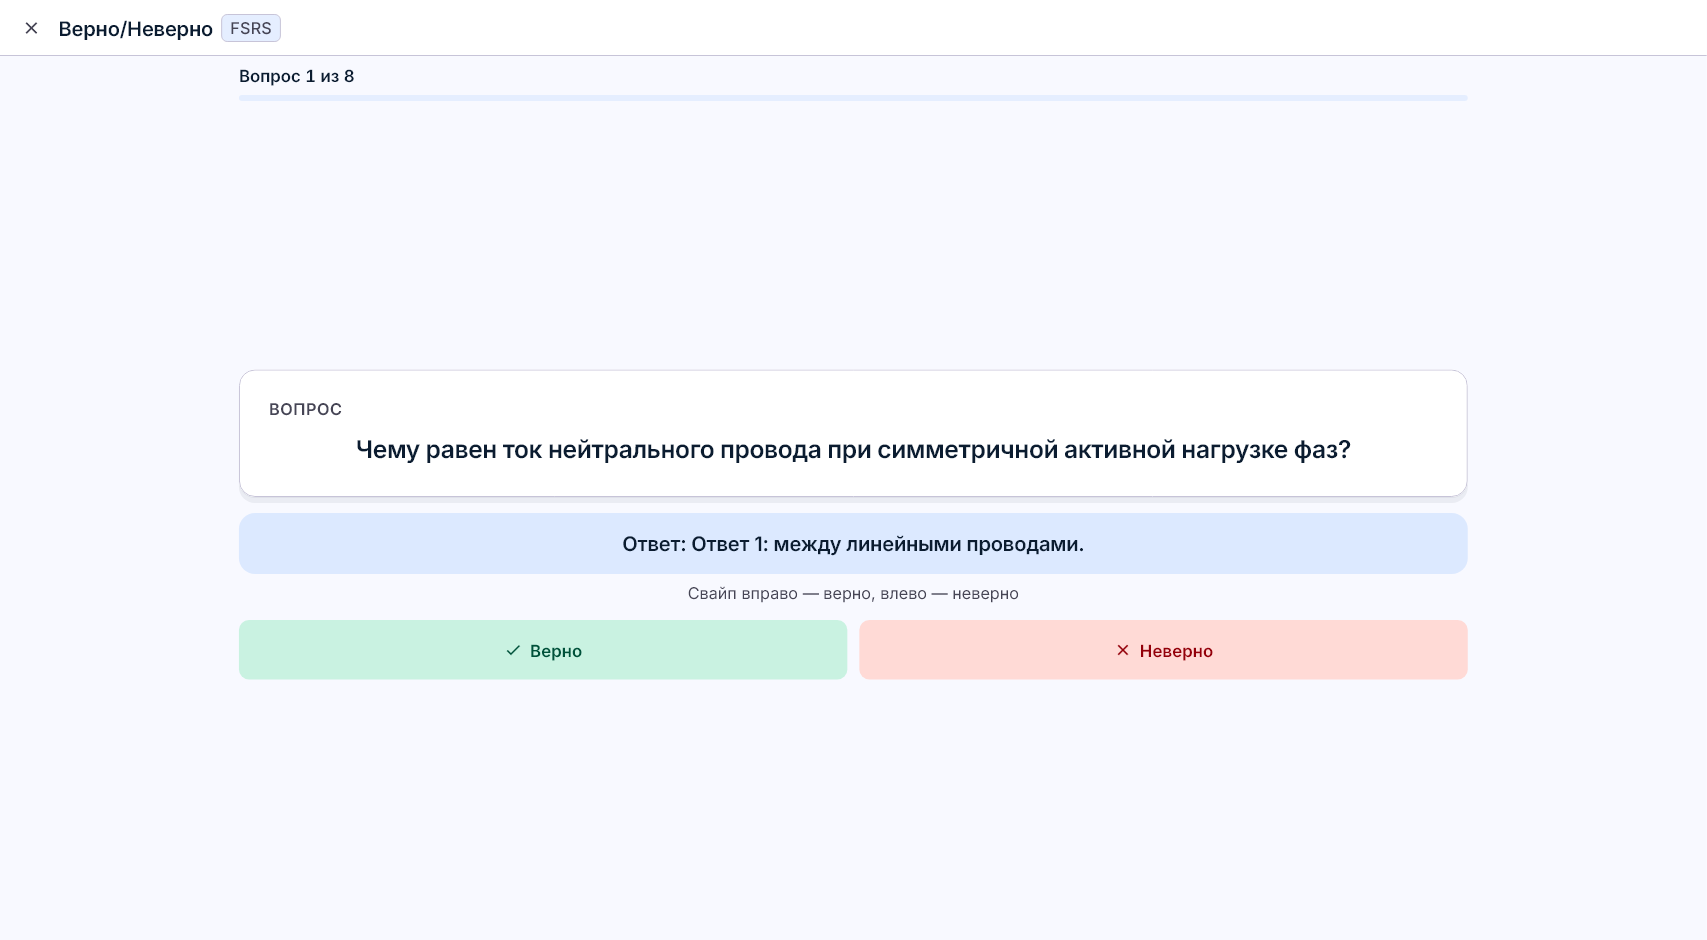 Верно/Неверно FSRS
Вопрос 1 из 8
ВОПРОС
Чему равен ток нейтрального провода при симметричной активной нагрузке фаз?
Ответ: Ответ 1: между линейными проводами.
Свайп вправо — верно, влево — неверно
Верно
Неверно